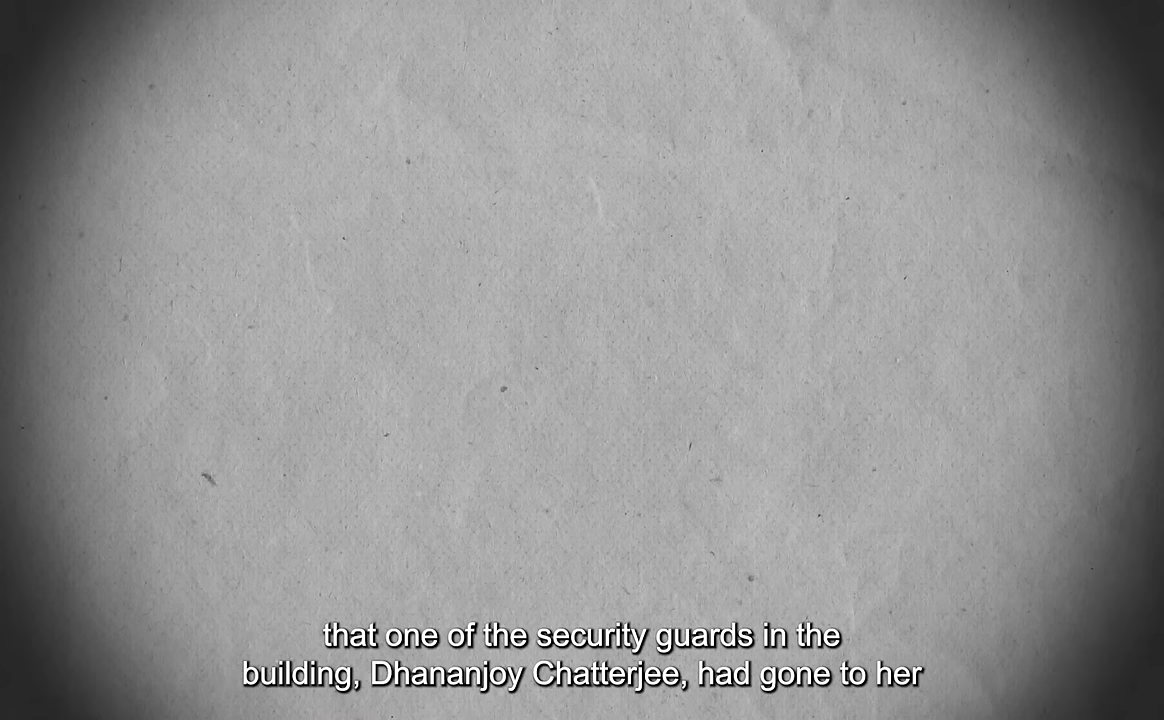 that one of the security guards in the
building, Dhananjoy Chatterjee, had gone to her